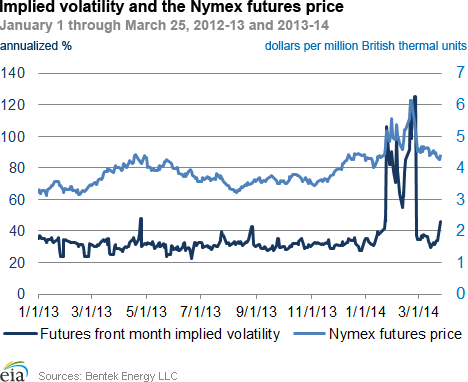 Implied volatility and the Nymex futures price
January 1 through March 25, 2012-13 and 2013-14
annualized % dollars per million British thermal units
140 7
120 6
100 5
80 4
60 3
40 2
20 1
0 0
1/1/13 3/1/13 5/1/13 7/1/13 9/1/13 11/1/13 1/1/14 3/1/14
Futures front month implied volatility Nymex futures price
eia Sources: Bentek Energy LLC